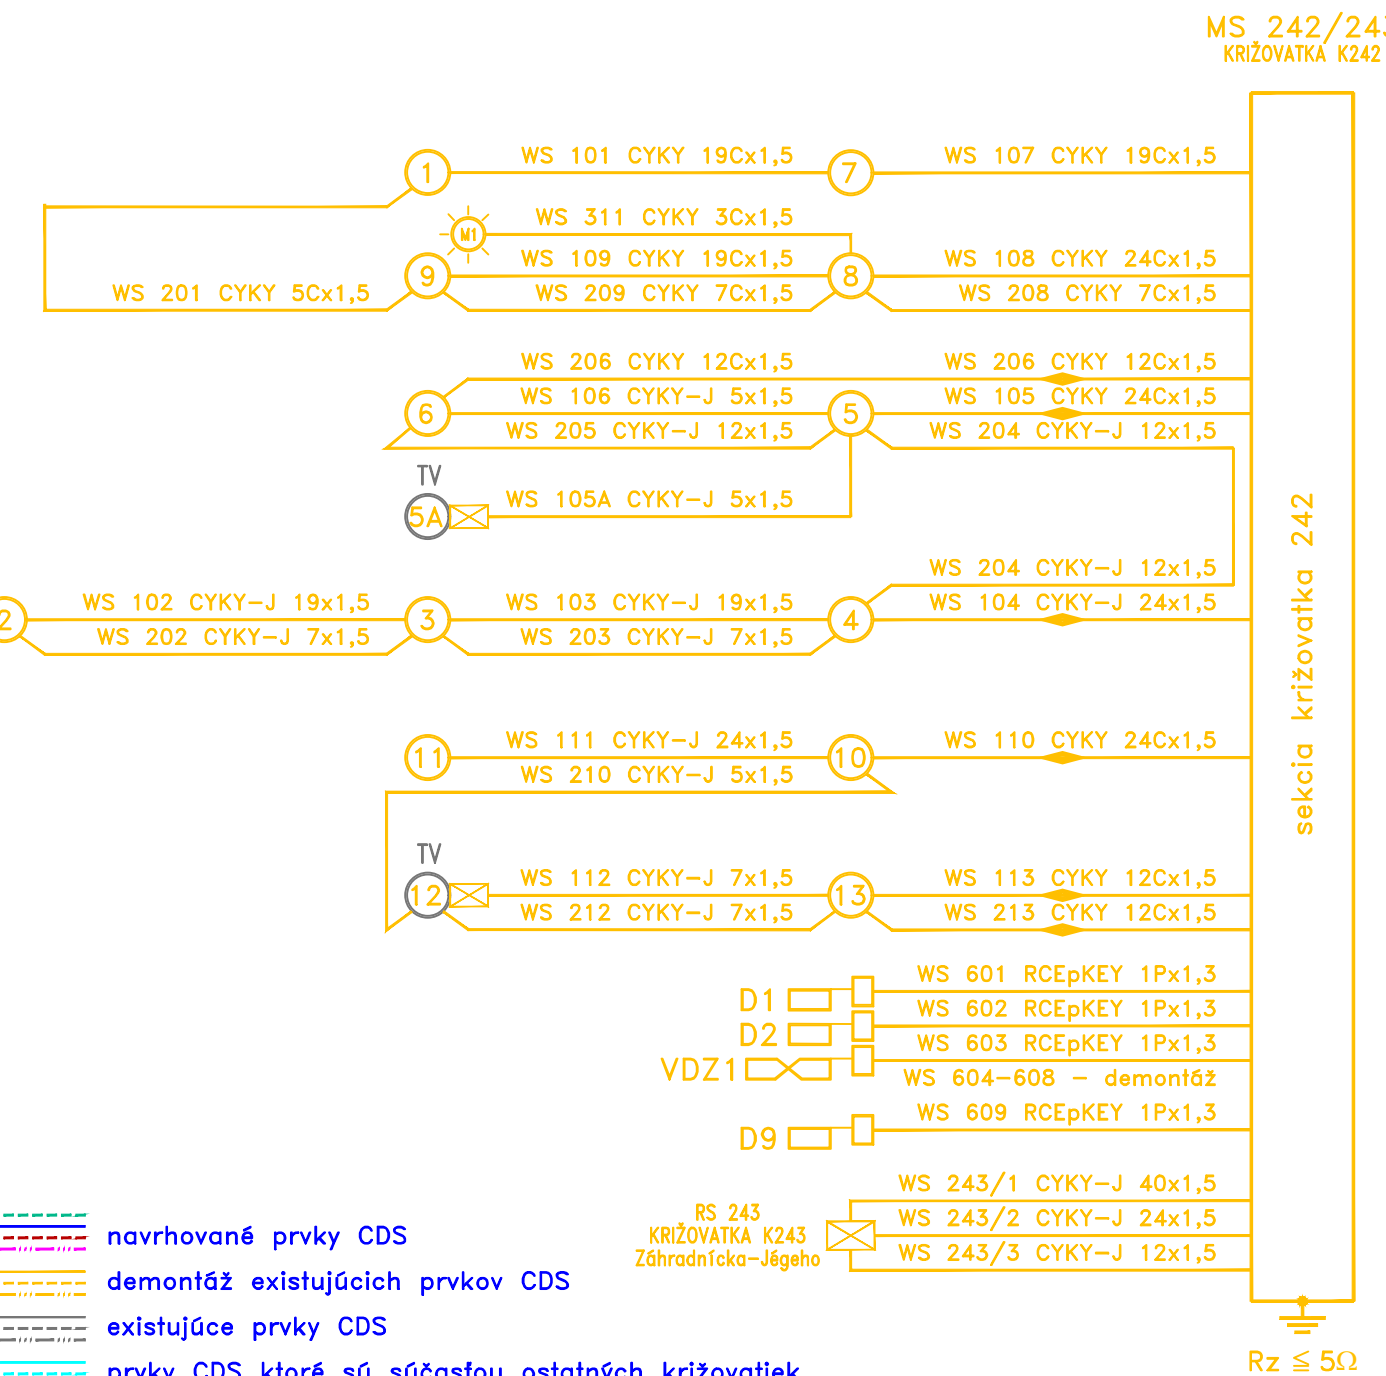 MS 242/243
KRIŽOVATKA K242
WS 101 CYKY 19Cx1,5
WS 107 CYKY 19Cx1,5
1
7
WS 311 CYKY 3Cx1,5
M1
WS 109 CYKY 19Cx1,5
WS 108 CYKY 24Cx1,5
9
8
WS 201 CYKY 5Cx1,5
WS 209 CYKY 7Cx1,5
WS 208 CYKY 7Cx1,5
WS 206 CYKY 12Cx1,5
WS 206 CYKY 12Cx1,5
WS 106 CYKY-J 5x1,5
WS 105 CYKY 24Cx1,5
6
5
WS 205 CYKY-J 12x1,5
WS 204 CYKY-J 12x1,5
TV
5A
WS 105A CYKY-J 5x1,5
sekcia križovatka 242
WS 204 CYKY-J 12x1,5
WS 102 CYKY-J 19x1,5
WS 103 CYKY-J 19x1,5
WS 104 CYKY-J 24x1,5
2
3
4
WS 202 CYKY-J 7x1,5
WS 203 CYKY-J 7x1,5
WS 111 CYKY-J 24x1,5
WS 110 CYKY 24Cx1,5
11
10
WS 210 CYKY-J 5x1,5
TV
12
WS 112 CYKY-J 7x1,5
WS 113 CYKY 12Cx1,5
13
WS 212 CYKY-J 7x1,5
WS 213 CYKY 12Cx1,5
WS 601 RCEpKEY 1Px1,3
D1
WS 602 RCEpKEY 1Px1,3
D2
WS 603 RCEpKEY 1Px1,3
VDZ1
WS 604-608 - demontáž
WS 609 RCEpKEY 1Px1,3
D9
WS 243/1 CYKY-J 40x1,5
RS 243
KRIŽOVATKA K243
Záhradnícka-Jégeho
WS 243/2 CYKY-J 24x1,5
WS 243/3 CYKY-J 12x1,5
navrhované prvky CDS
demontáž existujúcich prvkov CDS
existujúce prvky CDS
prvky CDS ktoré sú súčasťou ostatných križovatiek
Rz ≤ 5Ω